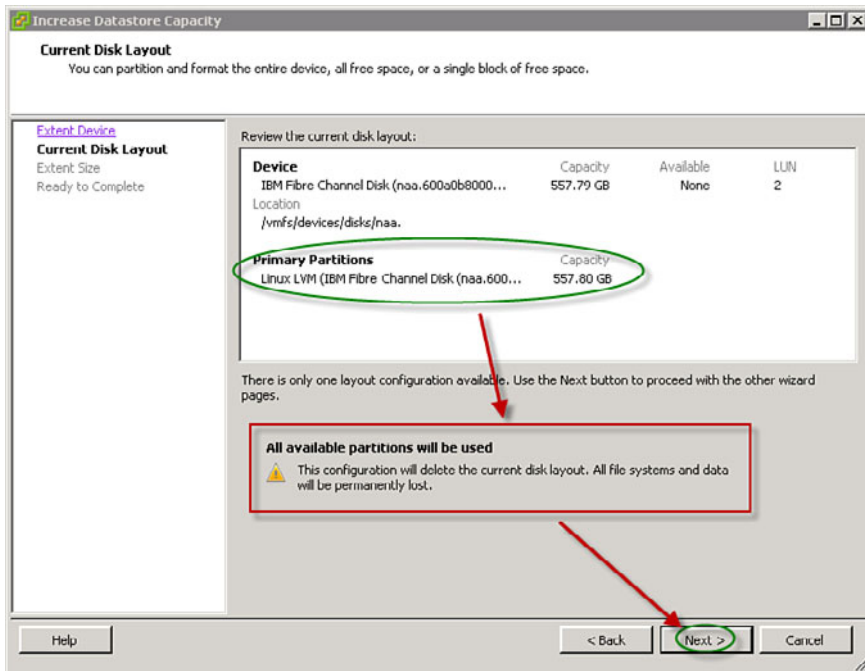 Increase Datastore Capacity
Current Disk Layout
You can partition and format the entire device, all free space, or a single block of free space.
Extent Device
Current Disk Layout
Extent Size
Ready to Complete
Review the current disk layout:
Device Capacity Available LUN
IBM Fibre Channel Disk (naa.600a0b8000... 557.79 GB None 2
Location
/vmfs/devices/disks/naa.
Primary Partitions Capacity
Linux LVM (IBM Fibre Channel Disk (naa.600... 557.80 GB
There is only one layout configuration available. Use the Next button to proceed with the other wizard
pages.
All available partitions will be used
This configuration will delete the current disk layout. All file systems and data
will be permanently lost.
Help < Back Next > Cancel